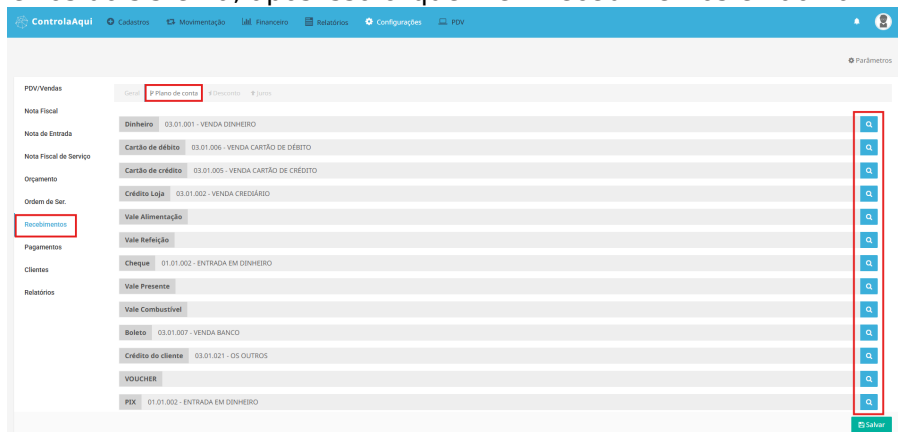 ControlaAqui Cadastros Movimentação Financeiro Relatórios Configurações PDV
Parâmetros
PDV/Vendas
Nota Fiscal
Nota de Entrada
Nota Fiscal de Serviço
Orçamento
Ordem de Ser.
Recebimentos
Pagamentos
Clientes
Relatórios
Geral Plano de conta Desconto Juros
Dinheiro 03.01.001 - VENDA DINHEIRO
Cartão de débito 03.01.006 - VENDA CARTÃO DE DÉBITO
Cartão de crédito 03.01.005 - VENDA CARTÃO DE CRÉDITO
Crédito Loja 03.01.002 - VENDA CREDIÁRIO
Vale Alimentação
Vale Refeição
Cheque 01.01.002 - ENTRADA EM DINHEIRO
Vale Presente
Vale Combustível
Boleto 03.01.007 - VENDA BANCO
Crédito do cliente 03.01.021 - OS OUTROS
VOUCHER
PIX 01.01.002 - ENTRADA EM DINHEIRO
Salvar